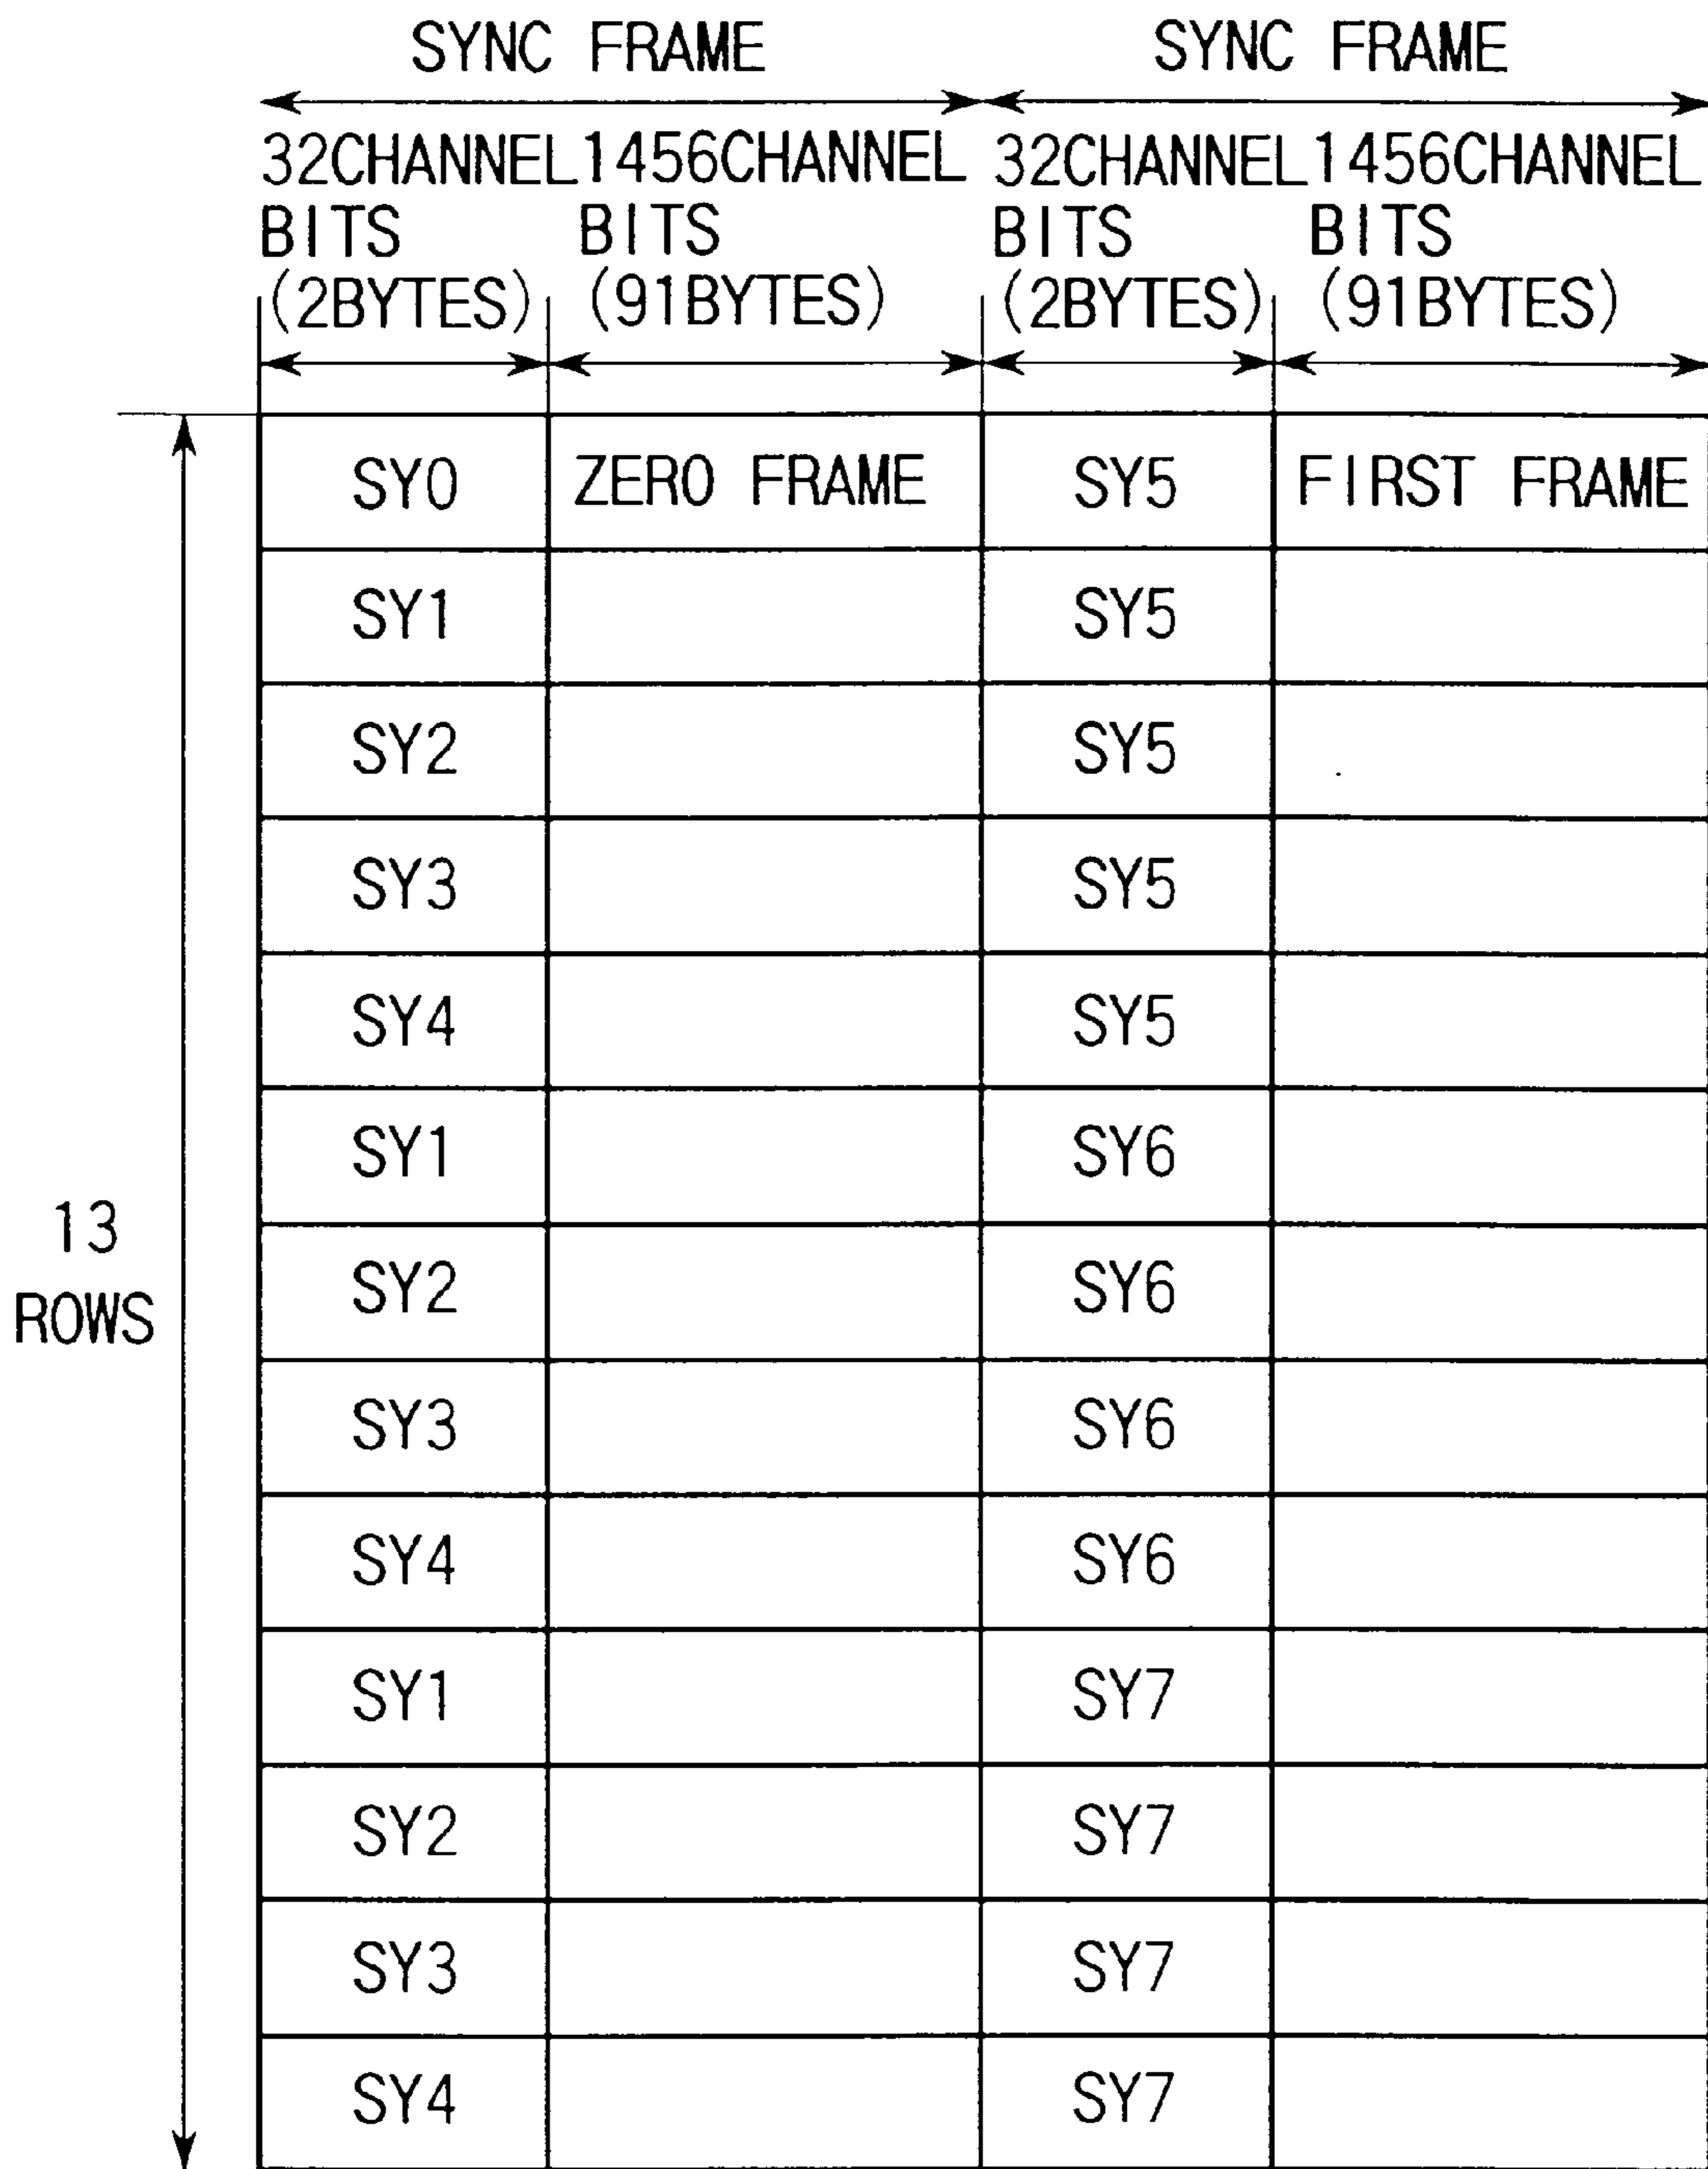 SYNC FRAME SYNC FRAME
32CHANNEL 1456CHANNEL 32CHANNEL 1456CHANNEL
BITS BITS BITS BITS
(2BYTES) (91BYTES) (2BYTES) (91BYTES)
SY0 ZERO FRAME SY5 FIRST FRAME
SY1 SY5
SY2 SY5
SY3 SY5
SY4 SY5
SY1 SY6
13
ROWS
SY2 SY6
SY3 SY6
SY4 SY6
SY1 SY7
SY2 SY7
SY3 SY7
SY4 SY7